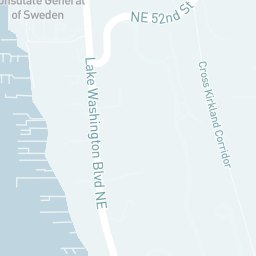 Consulate General
of Sweden
NE 52nd St
Lake Washington Blvd NE
Cross Kirkland Corridor